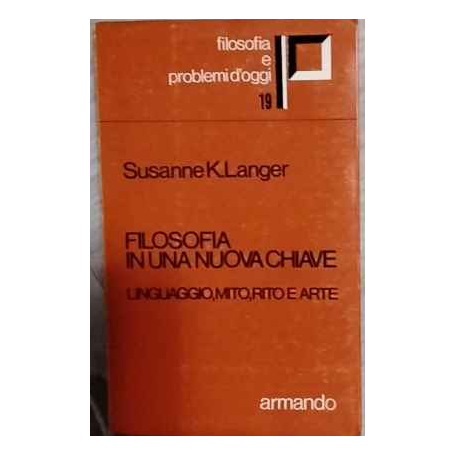 filosofia
e
problemi d'oggi
19
Susanne K. Langer
FILOSOFIA
IN UNA NUOVA CHIAVE
LINGUAGGIO, MITO, RITO E ARTE
armando